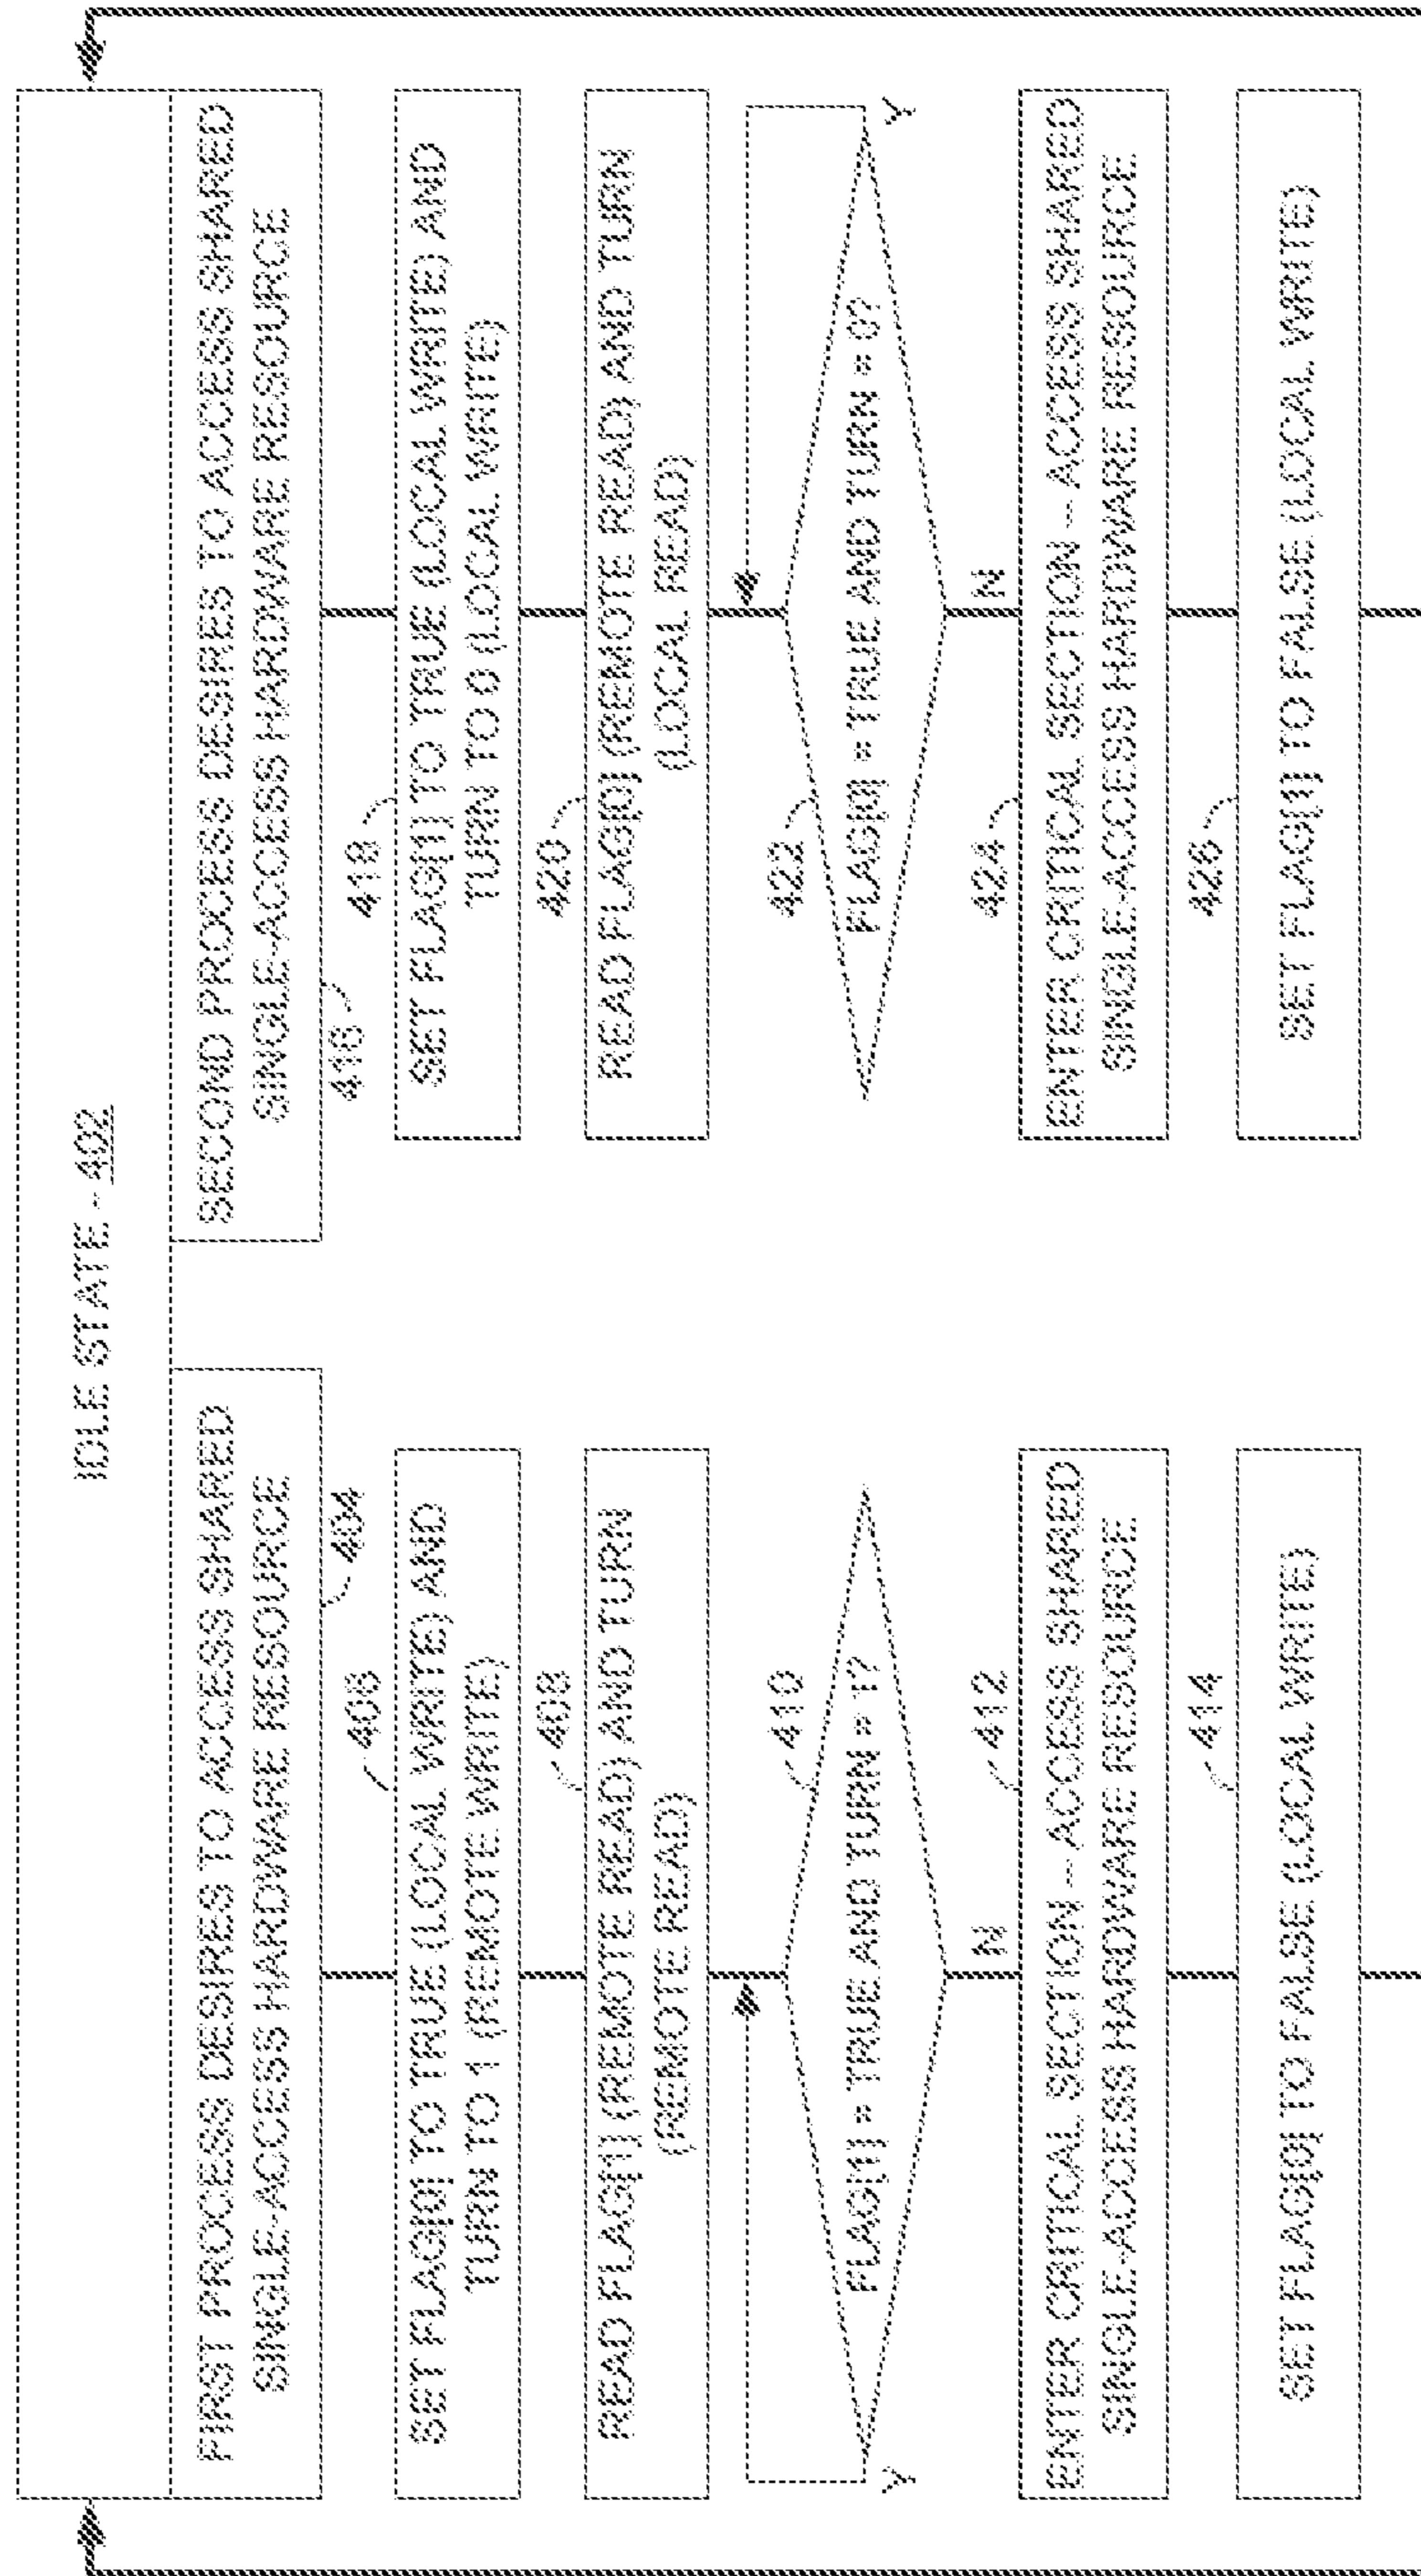 IDLE STATE - 402
FIRST PROCESS DESIRES TO ACCESS SHARED
SINGLE-ACCESS HARDWARE RESOURCE
404
406
SET FLAG[0] TO TRUE (LOCAL WRITE) AND
TURN TO 1 (REMOTE WRITE)
408
READ FLAG[1] (REMOTE READ) AND TURN
(REMOTE READ)
410
FLAG[1] = TRUE AND TURN = 1?
Y
N
412
ENTER CRITICAL SECTION -- ACCESS SHARED
SINGLE-ACCESS HARDWARE RESOURCE
414
SET FLAG[0] TO FALSE (LOCAL WRITE)
SECOND PROCESS DESIRES TO ACCESS SHARED
SINGLE-ACCESS HARDWARE RESOURCE
416
418
SET FLAG[1] TO TRUE (LOCAL WRITE) AND
TURN TO 0 (LOCAL WRITE)
420
READ FLAG[0] (REMOTE READ) AND TURN
(LOCAL READ)
422
FLAG[0] = TRUE AND TURN = 0?
Y
N
424
ENTER CRITICAL SECTION -- ACCESS SHARED
SINGLE-ACCESS HARDWARE RESOURCE
426
SET FLAG[1] TO FALSE (LOCAL WRITE)